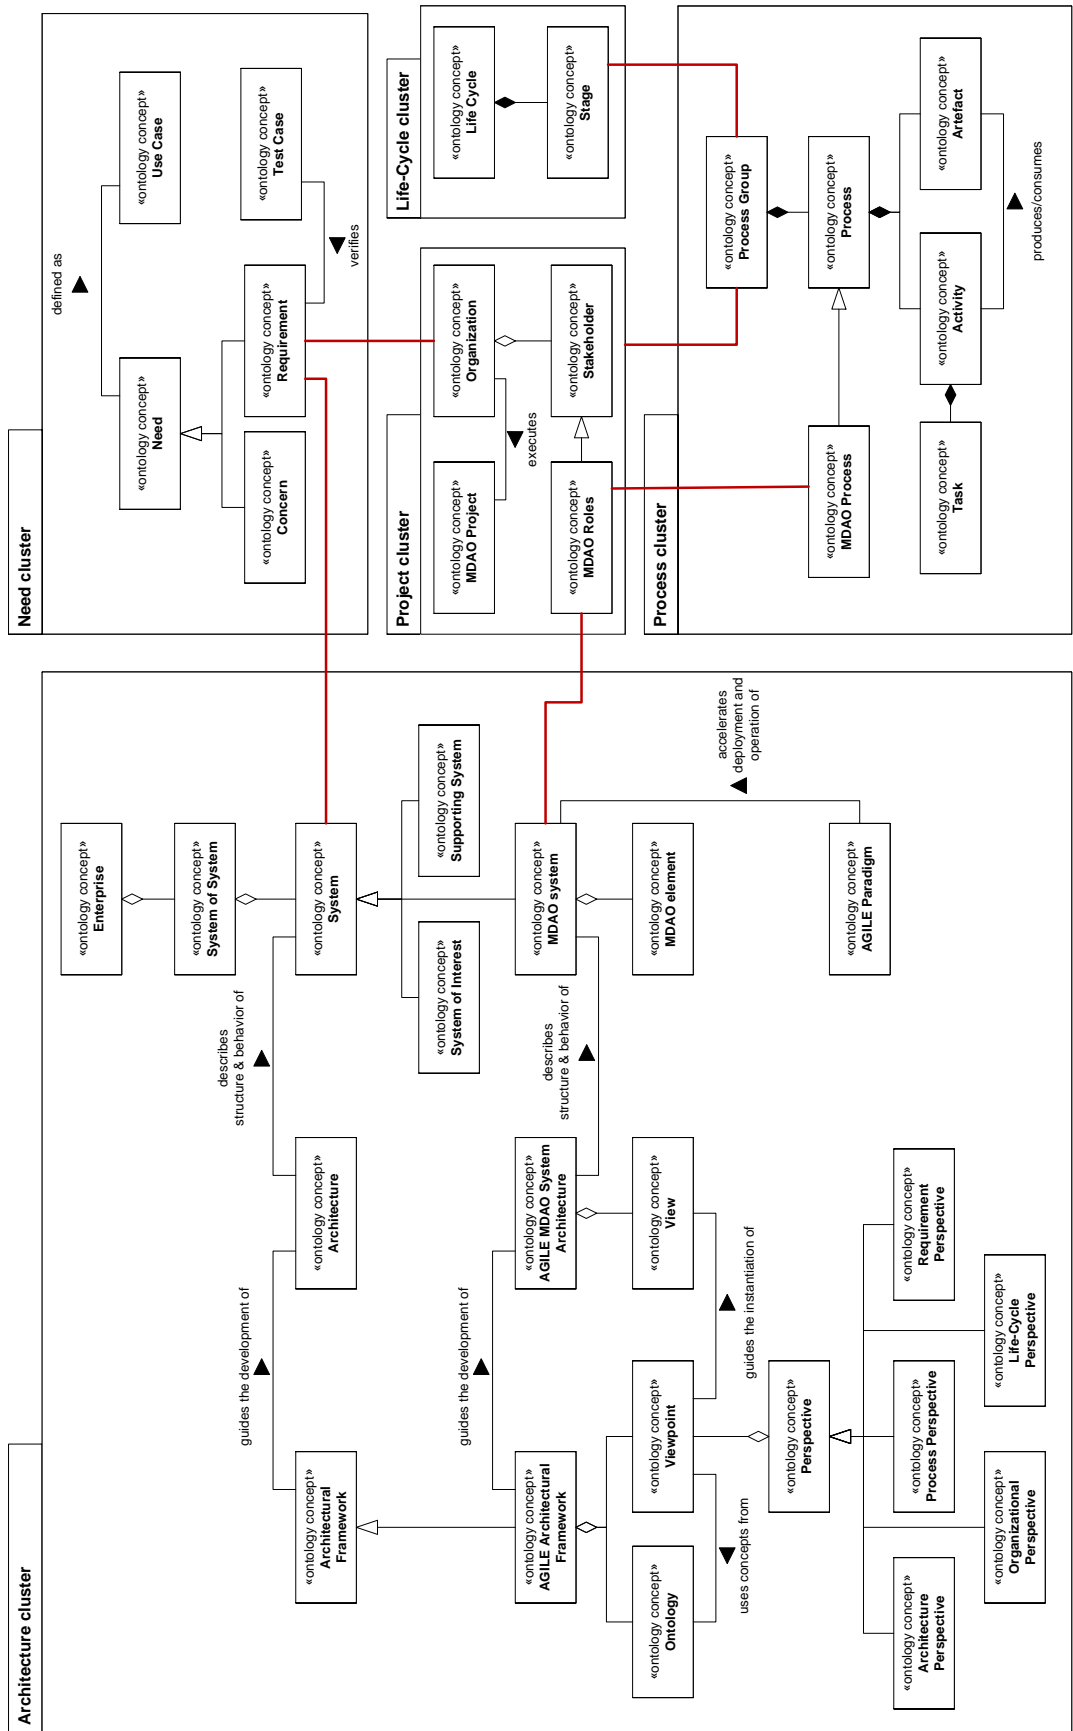 Architecture cluster
«ontology concept»
Enterprise
«ontology concept»
System of System
«ontology concept»
Architectural
Framework
guides the development of
«ontology concept»
Architecture
describes
structure & behavior of
«ontology concept»
System
«ontology concept»
System of Interest
«ontology concept»
Supporting System
«ontology concept»
AGILE Architectural
Framework
guides the development of
«ontology concept»
AGILE MDAO System
Architecture
describes
structure & behavior of
«ontology concept»
MDAO system
«ontology concept»
Ontology
«ontology concept»
Viewpoint
«ontology concept»
View
«ontology concept»
MDAO element
uses concepts from
guides the instantiation of
accelerates
deployment and
operation of
«ontology concept»
Perspective
«ontology concept»
AGILE Paradigm
«ontology concept»
Architecture
Perspective
«ontology concept»
Process Perspective
«ontology concept»
Requirement
Perspective
«ontology concept»
Organizational
Perspective
«ontology concept»
Life-Cycle
Perspective
Need cluster
defined as
«ontology concept»
Need
«ontology concept»
Use Case
«ontology concept»
Concern
«ontology concept»
Requirement
«ontology concept»
Test Case
verifies
Project cluster
«ontology concept»
MDAO Project
«ontology concept»
Organization
executes
«ontology concept»
MDAO Roles
«ontology concept»
Stakeholder
Life-Cycle cluster
«ontology concept»
Life Cycle
«ontology concept»
Stage
Process cluster
«ontology concept»
Process Group
«ontology concept»
MDAO Process
«ontology concept»
Process
«ontology concept»
Task
«ontology concept»
Activity
«ontology concept»
Artefact
produces/consumes